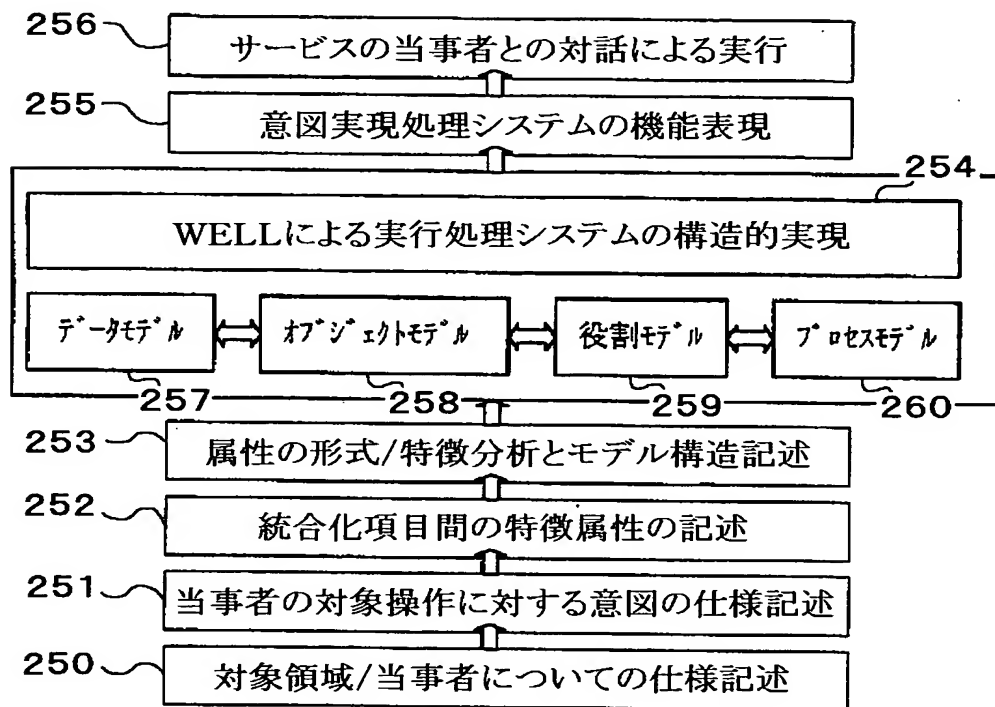 256
サービスの当事者との対話による実行
255
意図実現処理システムの機能表現
254
WELLによる実行処理システムの構造的実現
データモデル
オブジェクトモデル
役割モデル
プロセスモデル
257
258
259
260
253
属性の形式/特徴分析とモデル構造記述
252
統合化項目間の特徴属性の記述
251
当事者の対象操作に対する意図の仕様記述
250
対象領域/当事者についての仕様記述